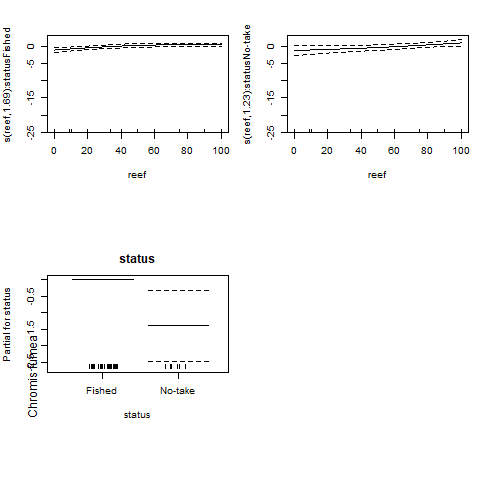 s(reef,1.69):statusFished
0
-5
-15
-25
0 20 40 60 80 100
reef
s(reef,1.23):statusNo-take
0
-5
-15
-25
0 20 40 60 80 100
reef
status
Partial for status
Chromis fumea
-0.5
-1.5
Fished No-take
status